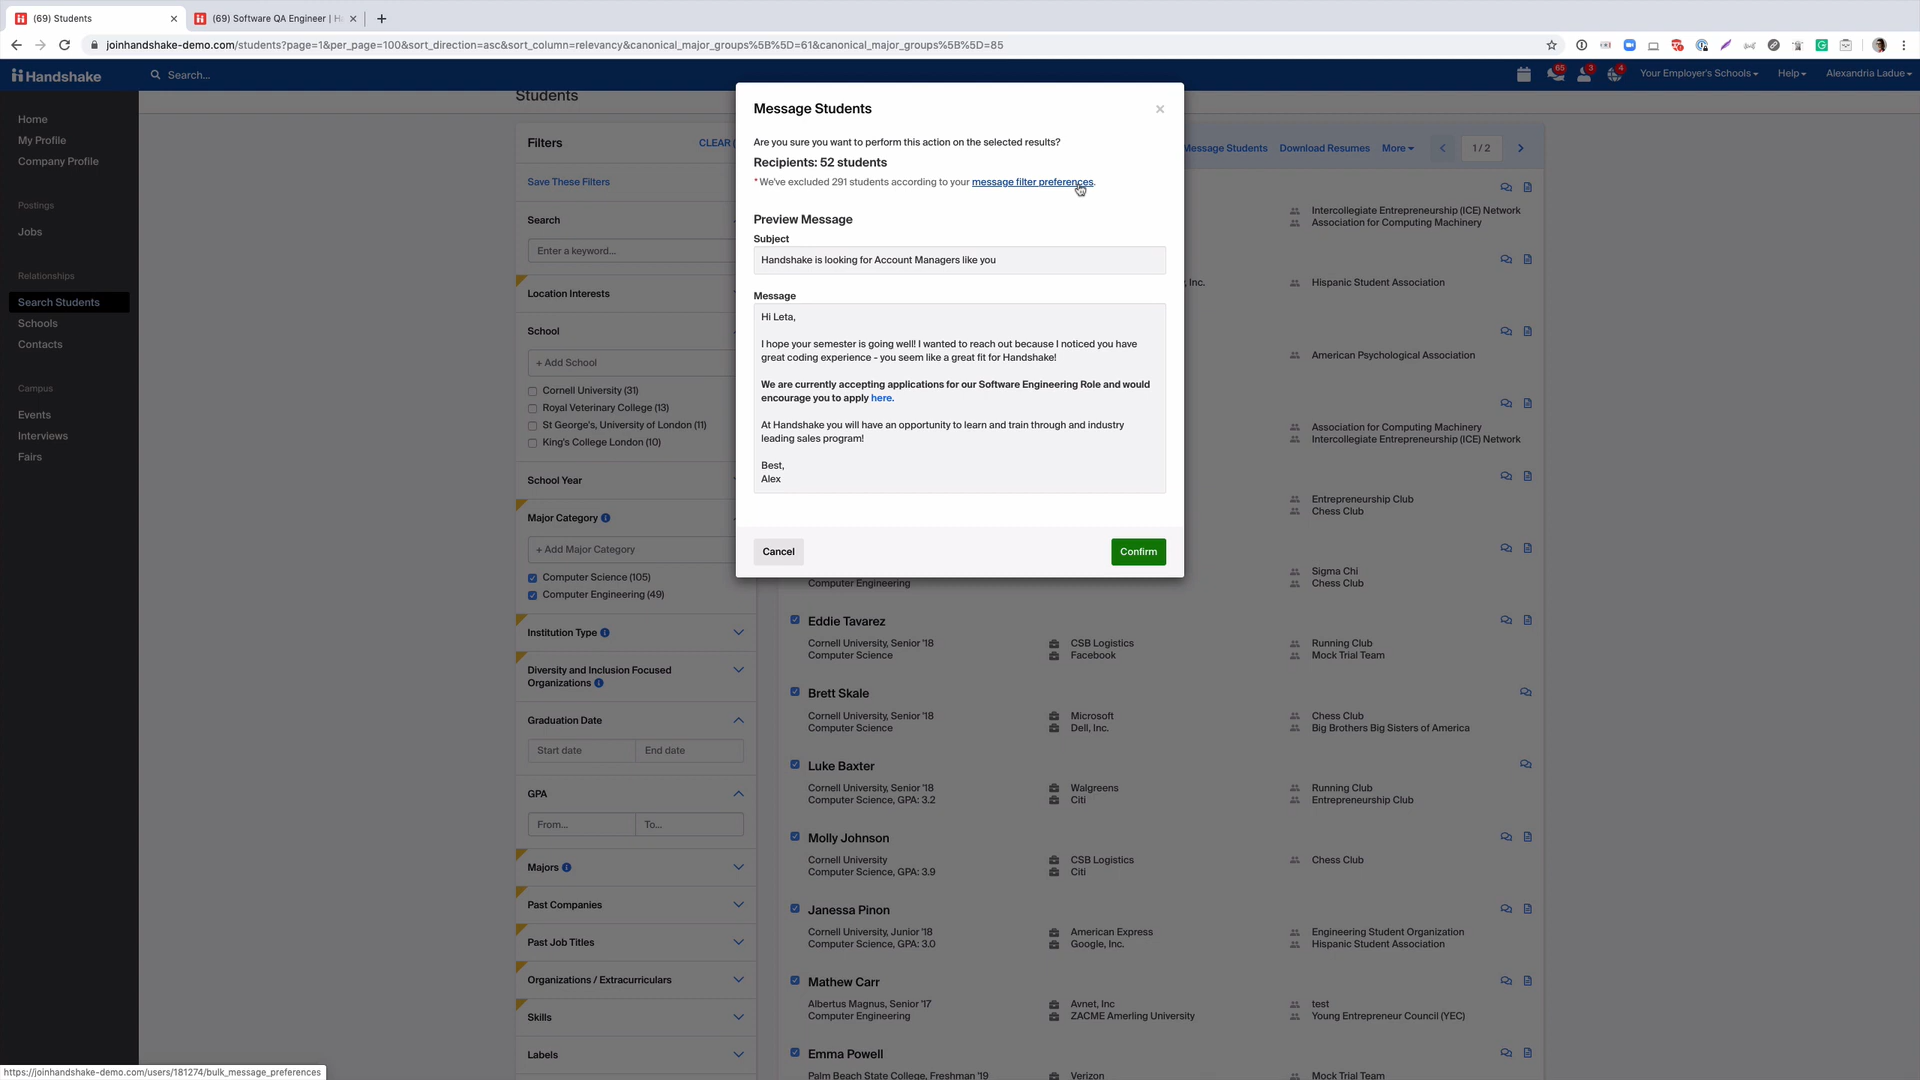 (69) Students
(69) Software QA Engineer | Ha
joinhandshake-demo.com/students?page=1&per_page=100&sort_direction=asc&sort_column=relevancy&canonical_major_groups%5B%5D=61&canonical_major_groups%5B%5D=85
Handshake
Search...
65
3
4
Your Employer's Schools
Help
Alexandria Ladue
Home
My Profile
Company Profile
Postings
Jobs
Relationships
Search Students
Schools
Contacts
Campus
Events
Interviews
Fairs
Students
Filters
CLEAR (
Save These Filters
Search
Enter a keyword...
Location Interests
School
+ Add School
Cornell University (31)
Royal Veterinary College (13)
St George's, University of London (11)
King's College London (10)
School Year
Major Category
+ Add Major Category
Computer Science (105)
Computer Engineering (49)
Institution Type
Diversity and Inclusion Focused
Organizations
Graduation Date
Start date
End date
GPA
From...
To...
Majors
Past Companies
Past Job Titles
Organizations / Extracurriculars
Skills
Labels
Message Students
Are you sure you want to perform this action on the selected results?
Recipients: 52 students
*We've excluded 291 students according to your message filter preferences.
Preview Message
Subject
Handshake is looking for Account Managers like you
Message
Hi Leta,
I hope your semester is going well! I wanted to reach out because I noticed you have
great coding experience - you seem like a great fit for Handshake!
We are currently accepting applications for our Software Engineering Role and would
encourage you to apply here.
At Handshake you will have an opportunity to learn and train through and industry
leading sales program!
Best,
Alex
Cancel
Confirm
Message Students
Download Resumes
More
1 / 2
Intercollegiate Entrepreneurship (ICE) Network
Association for Computing Machinery
, Inc.
Hispanic Student Association
American Psychological Association
Association for Computing Machinery
Intercollegiate Entrepreneurship (ICE) Network
Entrepreneurship Club
Chess Club
Sigma Chi
Computer Engineering
Chess Club
Eddie Tavarez
Cornell University, Senior '18
CSB Logistics
Running Club
Computer Science
Facebook
Mock Trial Team
Brett Skale
Cornell University, Senior '18
Microsoft
Chess Club
Computer Science
Dell, Inc.
Big Brothers Big Sisters of America
Luke Baxter
Cornell University, Senior '18
Walgreens
Running Club
Computer Science, GPA: 3.2
Citi
Entrepreneurship Club
Molly Johnson
Cornell University
CSB Logistics
Chess Club
Computer Science, GPA: 3.9
Citi
Janessa Pinon
Cornell University, Junior '18
American Express
Engineering Student Organization
Computer Science, GPA: 3.0
Google, Inc.
Hispanic Student Association
Mathew Carr
Albertus Magnus, Senior '17
Avnet, Inc
test
Computer Engineering
ZACME Amerling University
Young Entrepreneur Council (YEC)
Emma Powell
Palm Beach State College, Freshman '19
Verizon
Mock Trial Team
https://joinhandshake-demo.com/users/181274/bulk_message_preferences